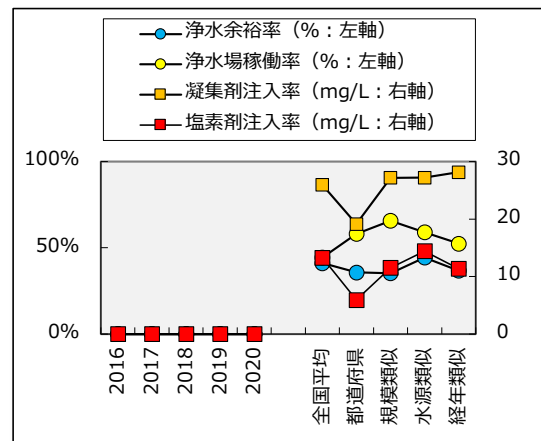 浄水余裕率（%：左軸）
浄水場稼働率（%：左軸）
凝集剤注入率（mg/L：右軸）
塩素剤注入率（mg/L：右軸）
100%
50%
0%
30
20
10
0
2016
2017
2018
2019
2020
全国平均
都道府県
規模類似
水源類似
経年類似